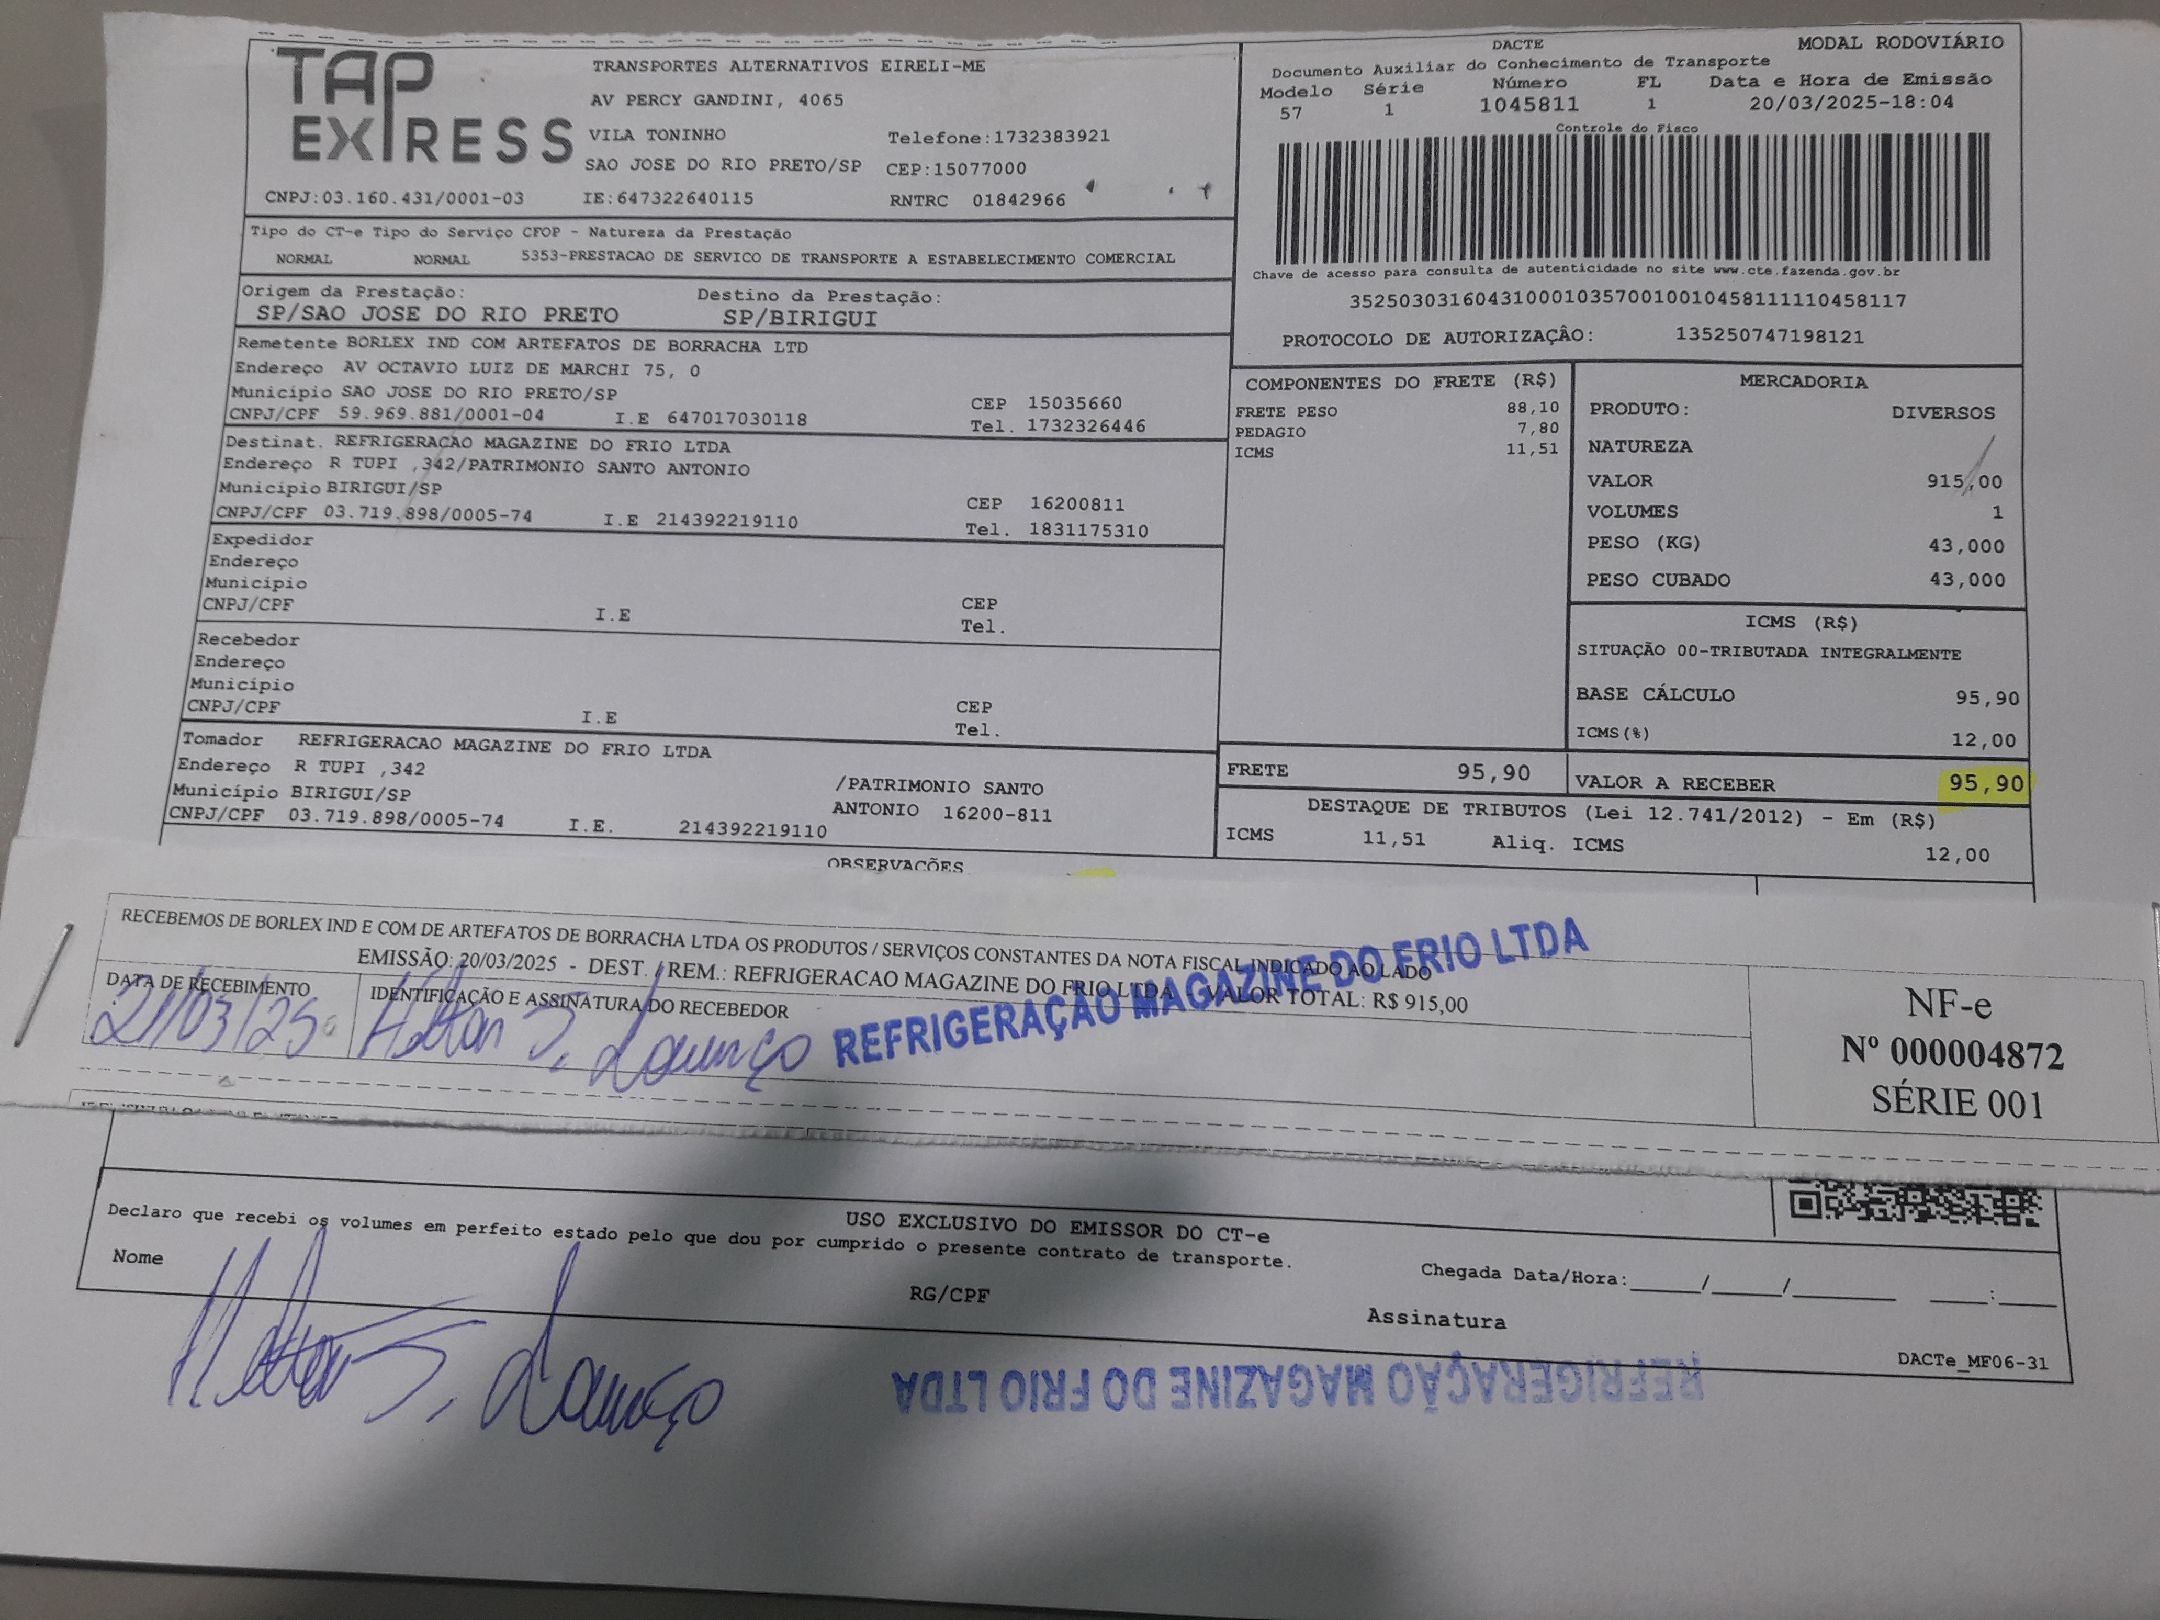 TAP EXPRESS
TRANSPORTES ALTERNATIVOS EIRELI-ME
AV PERCY GANDINI, 4065
VILA TONINHO Telefone:1732383921
SAO JOSE DO RIO PRETO/SP CEP:15077000
CNPJ:03.160.431/0001-03 IE:647322640115 RNTRC 01842966
DACTE MODAL RODOVIÁRIO
Documento Auxiliar do Conhecimento de Transporte
Modelo Série Número FL Data e Hora de Emissão
57 1 1045811 1 20/03/2025-18:04
Controle do Fisco
Chave de acesso para consulta de autenticidade no site www.cte.fazenda.gov.br
35250303160431000103570010010458111110458117
PROTOCOLO DE AUTORIZAÇÂO: 135250747198121
Tipo do CT-e Tipo do Serviço CFOP - Natureza da Prestação
NORMAL NORMAL 5353-PRESTACAO DE SERVICO DE TRANSPORTE A ESTABELECIMENTO COMERCIAL
Origem da Prestação: Destino da Prestação:
SP/SAO JOSE DO RIO PRETO SP/BIRIGUI
Remetente BORLEX IND COM ARTEFATOS DE BORRACHA LTD
Endereço AV OCTAVIO LUIZ DE MARCHI 75, 0
Município SAO JOSE DO RIO PRETO/SP CEP 15035660
CNPJ/CPF 59.969.881/0001-04 I.E 647017030118 Tel. 1732326446
Destinat. REFRIGERACAO MAGAZINE DO FRIO LTDA
Endereço R TUPI ,342/PATRIMONIO SANTO ANTONIO
Município BIRIGUI/SP CEP 16200811
CNPJ/CPF 03.719.898/0005-74 I.E 214392219110 Tel. 1831175310
Expedidor
Endereço
Município
CNPJ/CPF I.E CEP
Tel.
Recebedor
Endereço
Município
CNPJ/CPF I.E CEP
Tel.
Tomador REFRIGERACAO MAGAZINE DO FRIO LTDA
Endereço R TUPI ,342 /PATRIMONIO SANTO
Município BIRIGUI/SP ANTONIO 16200-811
CNPJ/CPF 03.719.898/0005-74 I.E. 214392219110
COMPONENTES DO FRETE (R$)
FRETE PESO 88,10
PEDAGIO 7,80
ICMS 11,51
MERCADORIA
PRODUTO: DIVERSOS
NATUREZA
VALOR 915,00
VOLUMES 1
PESO (KG) 43,000
PESO CUBADO 43,000
ICMS (R$)
SITUAÇÃO 00-TRIBUTADA INTEGRALMENTE
BASE CÁLCULO 95,90
ICMS(%) 12,00
FRETE 95,90 VALOR A RECEBER 95,90
DESTAQUE DE TRIBUTOS (Lei 12.741/2012) - Em (R$)
ICMS 11,51 Aliq. ICMS 12,00
OBSERVAÇÕES
RECEBEMOS DE BORLEX IND E COM DE ARTEFATOS DE BORRACHA LTDA OS PRODUTOS / SERVIÇOS CONSTANTES DA NOTA FISCAL INDICADO AO LADO
EMISSÃO: 20/03/2025 - DEST. / REM.: REFRIGERACAO MAGAZINE DO FRIO LTDA VALOR TOTAL: R$ 915,00
DATA DE RECEBIMENTO IDENTIFICAÇÃO E ASSINATURA DO RECEBEDOR
21/03/25 Lourenço
REFRIGERAÇÃO MAGAZINE DO FRIO LTDA
NF-e
Nº 000004872
SÉRIE 001
USO EXCLUSIVO DO EMISSOR DO CT-e
Declaro que recebi os volumes em perfeito estado pelo que dou por cumprido o presente contrato de transporte.
Nome RG/CPF Chegada Data/Hora:_____/_____/_______ ____:____
Assinatura
Lourenço
REFRIGERAÇÃO MAGAZINE DO FRIO LTDA
DACTe_MF06-31